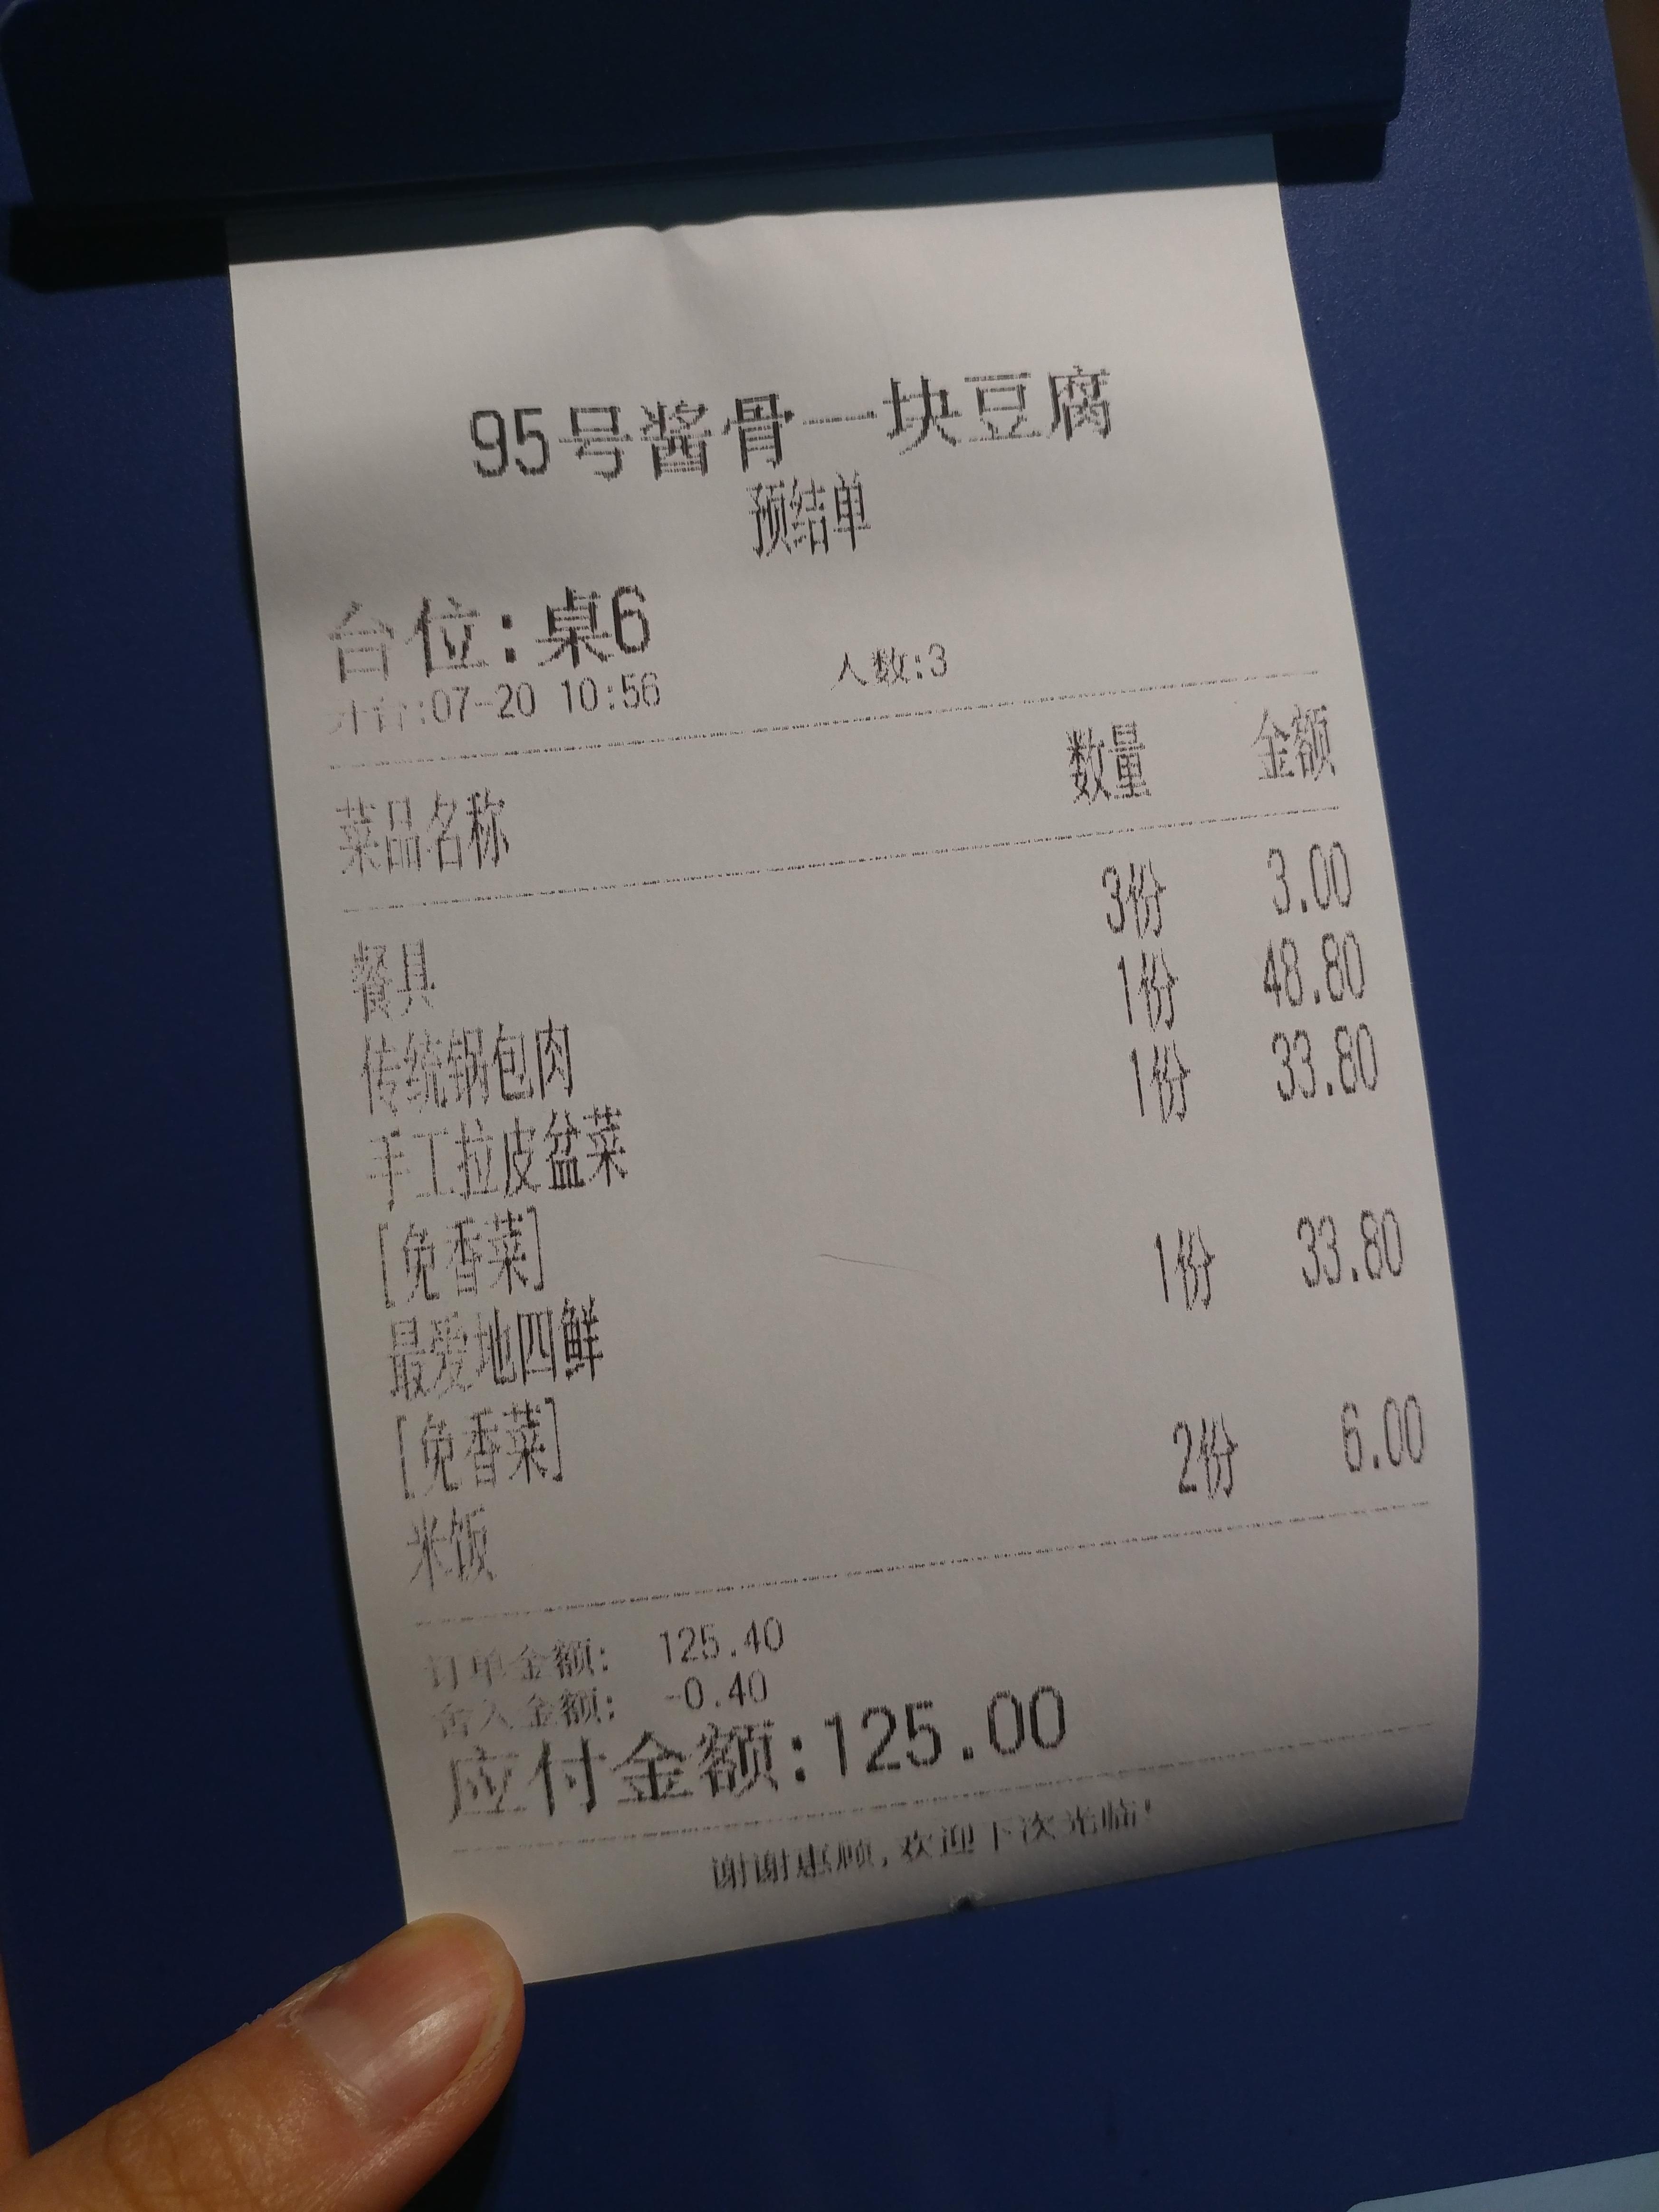 95号酱骨一块豆腐
预结单
台位:桌6
开台:07-20 10:56 人数:3
菜品名称 数量 金额
餐具 3份 3.00
传统锅包肉 1份 48.80
手工拉皮盆菜 1份 33.80
[免香菜]
最爱地四鲜 1份 33.80
[免香菜]
米饭 2份 6.00
订单金额: 125.40
舍入金额: -0.40
应付金额:125.00
谢谢惠顾,欢迎下次光临!